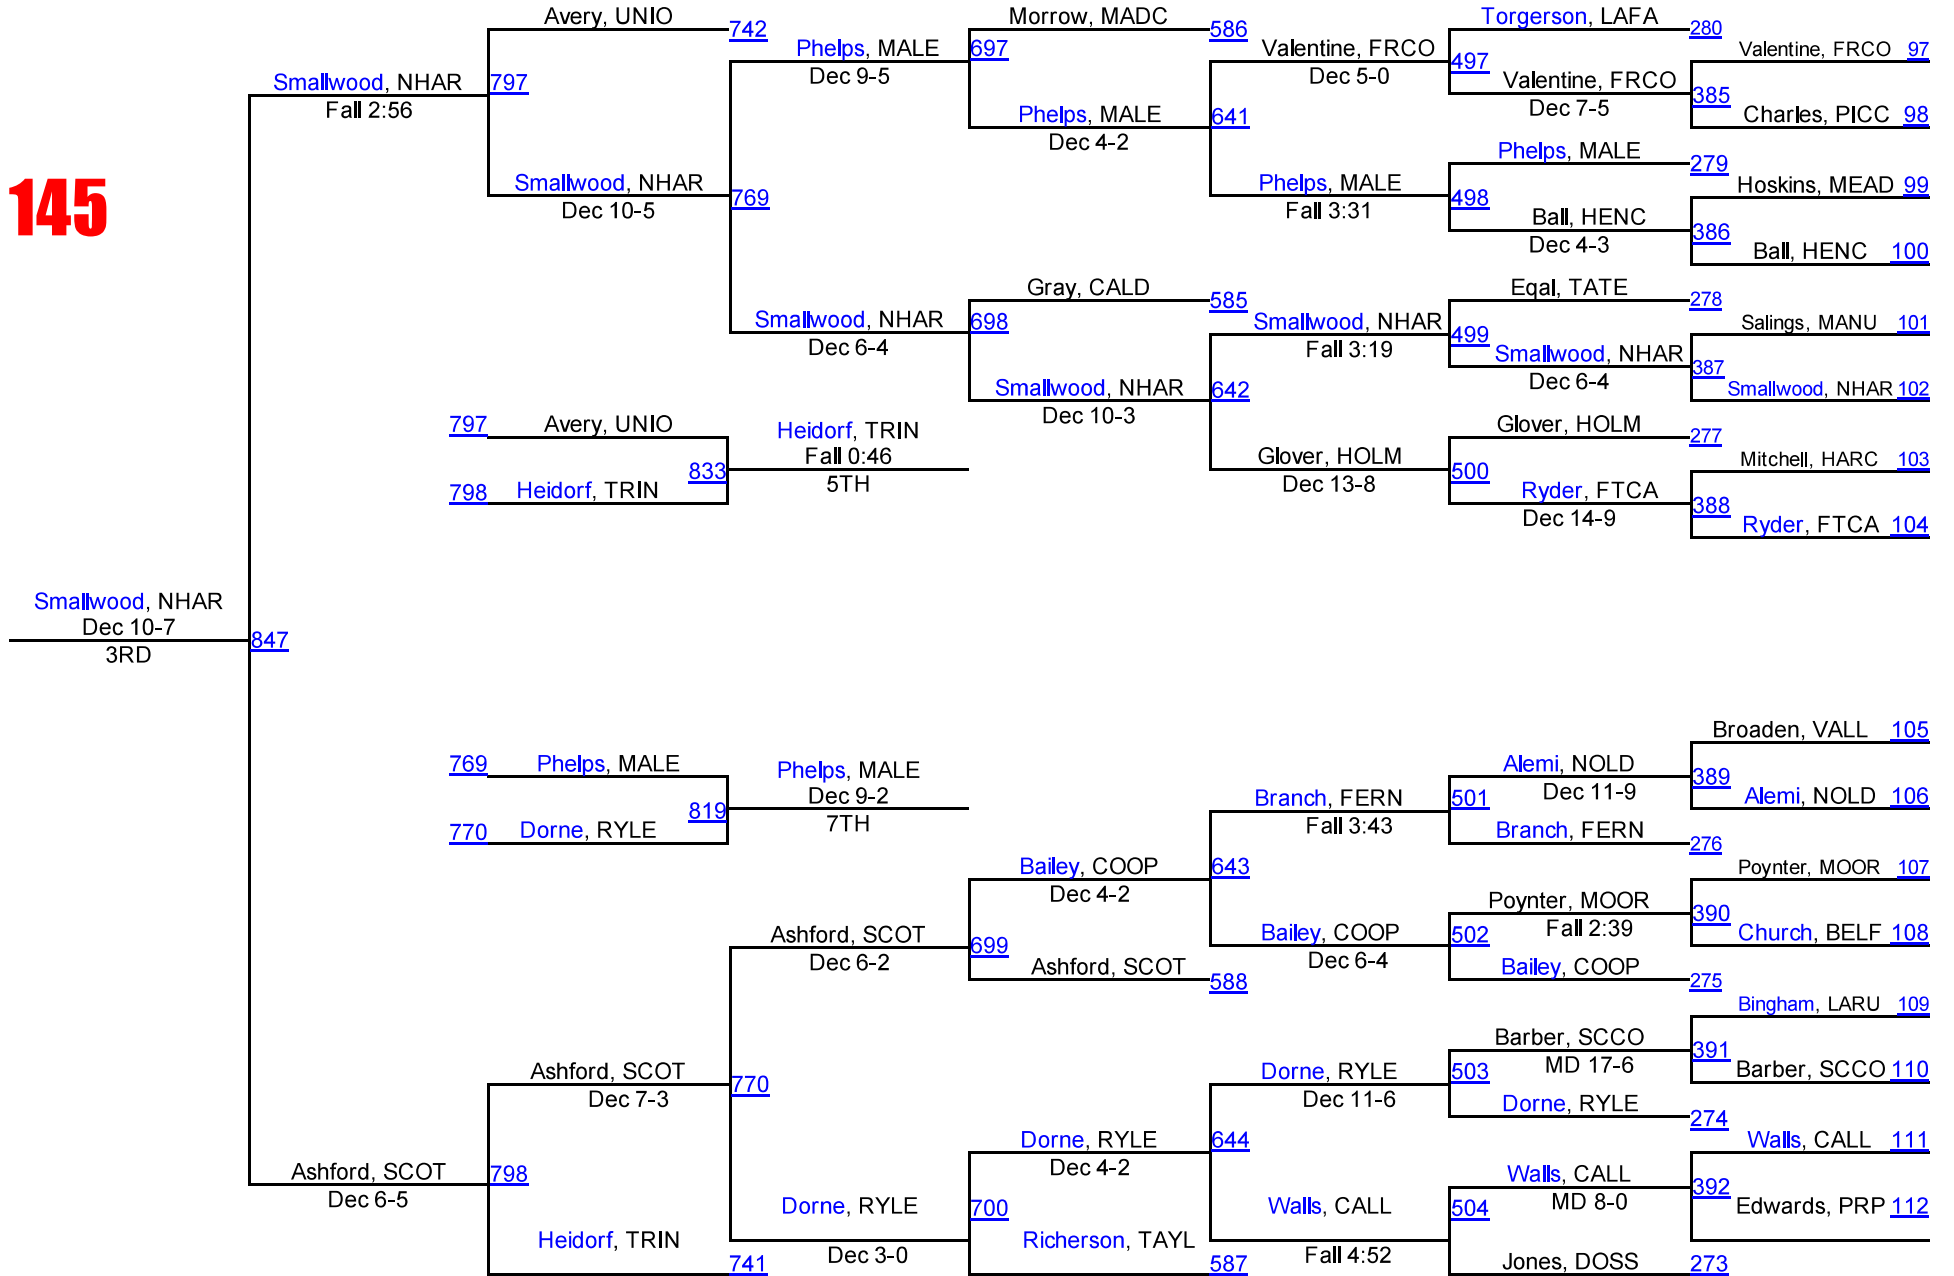 Avery, UNIO
742
Morrow, MADC
586
Torgerson, LAFA
280
Phelps, MALE
Dec 9-5
697
Valentine, FRCO
Dec 5-0
497
Valentine, FRCO 97
Smallwood, NHAR
Fall 2:56
797
Valentine, FRCO
Dec 7-5
385
Phelps, MALE
Dec 4-2
641
Charles, PICC 98
Phelps, MALE
279
145
Smallwood, NHAR
Dec 10-5
769
Phelps, MALE
Fall 3:31
498
Hoskins, MEAD 99
Ball, HENC
Dec 4-3
386
Ball, HENC 100
Gray, CALD
585
Eqal, TATE
278
Smallwood, NHAR
Dec 6-4
698
Smallwood, NHAR
Fall 3:19
499
Salings, MANU 101
Smallwood, NHAR
Dec 6-4
387
Smallwood, NHAR
Dec 10-3
642
Smallwood, NHAR 102
797 Avery, UNIO
Heidorf, TRIN
Fall 0:46
5TH
833
798 Heidorf, TRIN
Glover, HOLM
277
Glover, HOLM
Dec 13-8
500
Mitchell, HARC 103
Ryder, FTCA
Dec 14-9
388
Ryder, FTCA 104
Smallwood, NHAR
Dec 10-7
3RD
847
769 Phelps, MALE
Phelps, MALE
Dec 9-2
7TH
819
770 Dorne, RYLE
Broaden, VALL 105
Alemi, NOLD
Dec 11-9
389
Alemi, NOLD 106
Branch, FERN
Fall 3:43
501
Branch, FERN
276
Bailey, COOP
Dec 4-2
643
Poynter, MOOR 107
Poynter, MOOR
Fall 2:39
390
Church, BELF 108
Ashford, SCOT
Dec 6-2
699
Bailey, COOP
Dec 6-4
502
Ashford, SCOT
588
Bailey, COOP
275
Bingham, LARU 109
Barber, SCCO
MD 17-6
391
Barber, SCCO 110
Ashford, SCOT
Dec 7-3
770
Dorne, RYLE
Dec 11-6
503
Dorne, RYLE
274
Dorne, RYLE
Dec 4-2
644
Walls, CALL 111
Ashford, SCOT
Dec 6-5
798
Walls, CALL
MD 8-0
392
Dorne, RYLE
Dec 3-0
700
Walls, CALL
Fall 4:52
504
Edwards, PRP 112
Heidorf, TRIN
741
Richerson, TAYL
587
Jones, DOSS
273